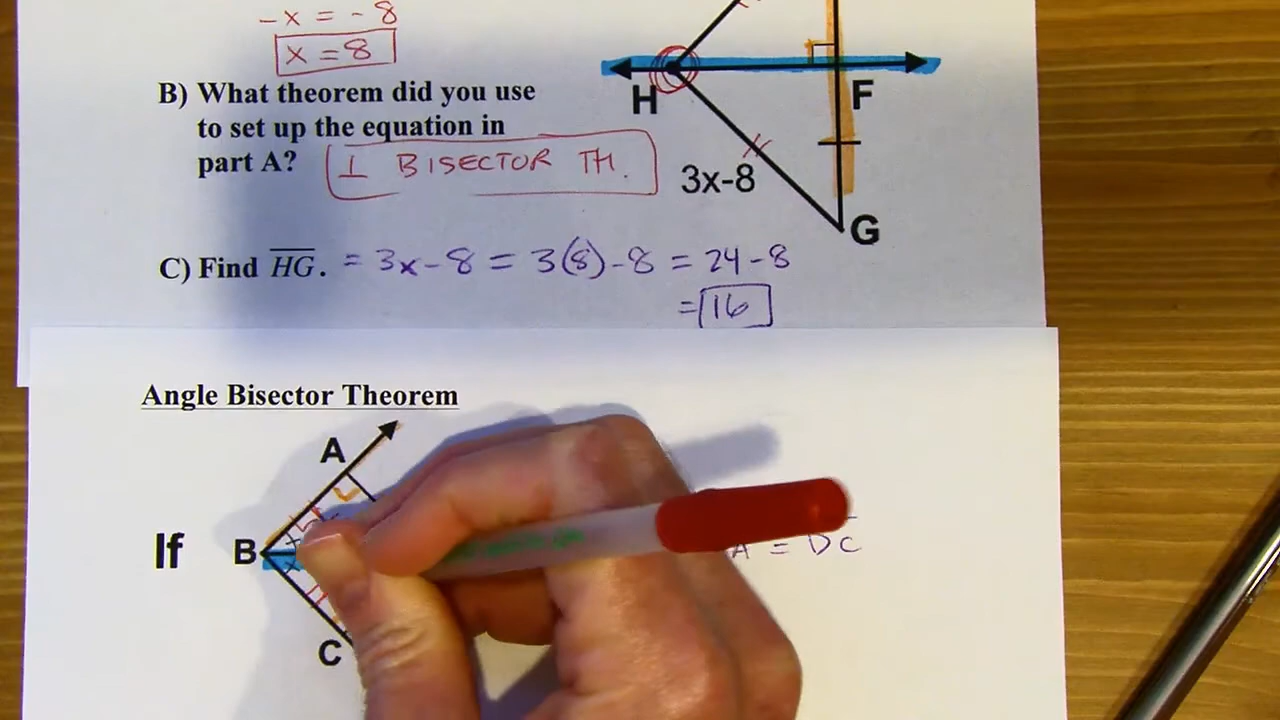 -x = -8
x = 8
B) What theorem did you use
to set up the equation in
part A?
⊥ BISECTOR TH.
H
F
3x-8
G
C) Find HG. = 3x-8 = 3(8)-8 = 24-8
= 16
Angle Bisector Theorem
A
If
B
A = DC
C